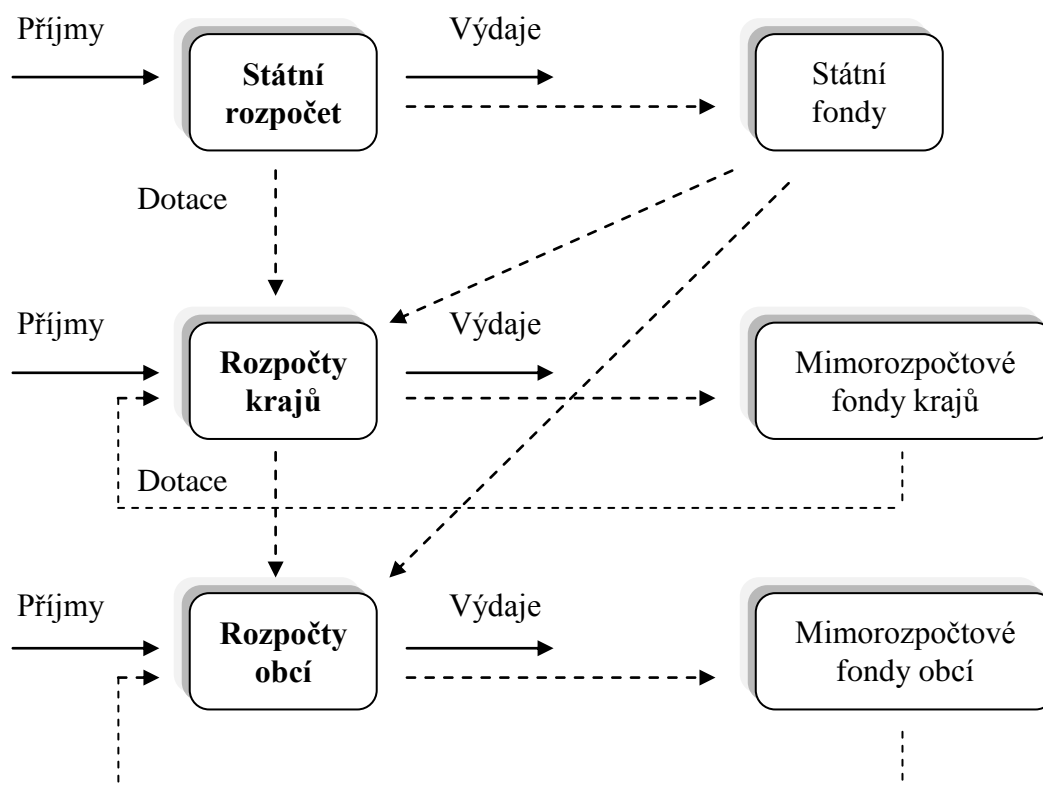 Příjmy
Výdaje
Státní
rozpočet
Státní
fondy
Dotace
Příjmy
Výdaje
Rozpočty
krajů
Mimorozpočtové
fondy krajů
Dotace
Příjmy
Výdaje
Rozpočty
obcí
Mimorozpočtové
fondy obcí